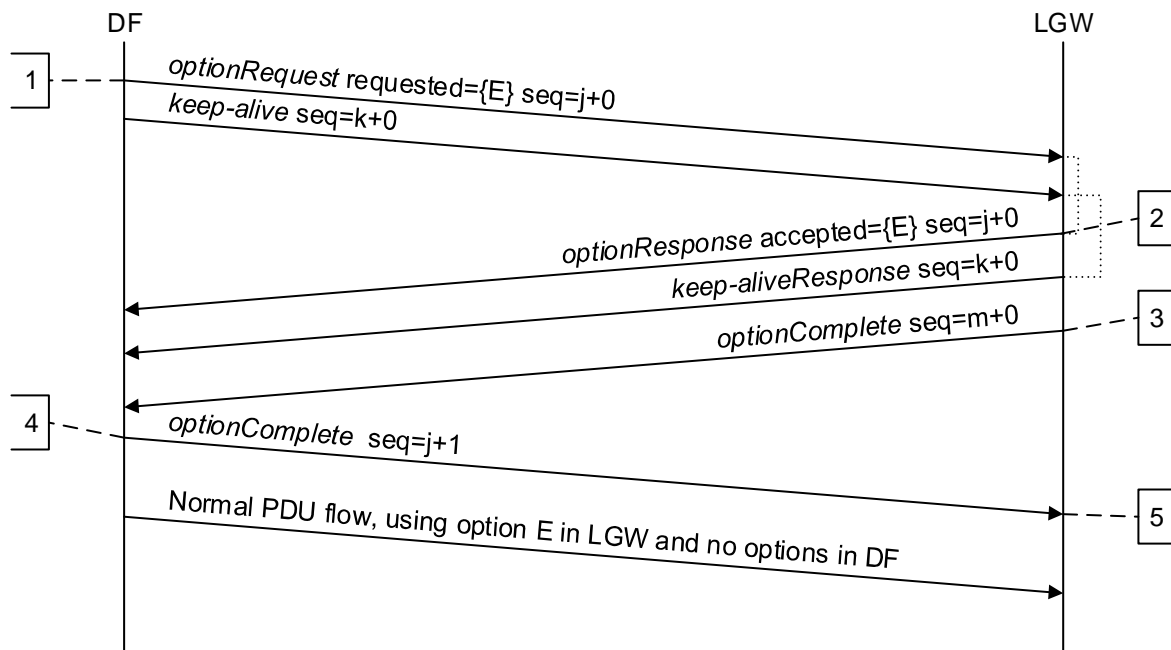 DF
LGW
1
optionRequest requested={E} seq=j+0
keep-alive seq=k+0
2
optionResponse accepted={E} seq=j+0
keep-aliveResponse seq=k+0
3
optionComplete seq=m+0
4
optionComplete seq=j+1
5
Normal PDU flow, using option E in LGW and no options in DF